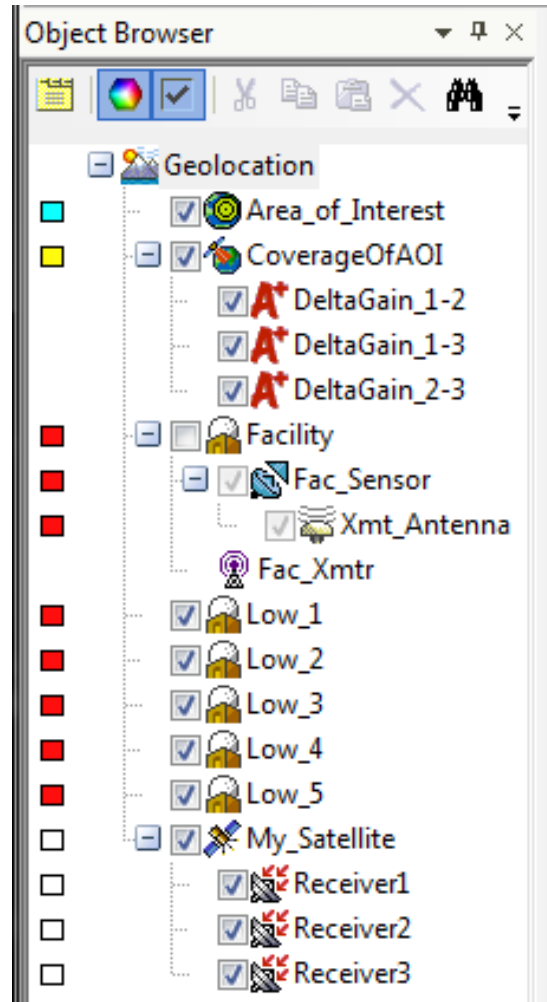 Object Browser
Geolocation
Area_of_Interest
CoverageOfAOI
DeltaGain_1-2
DeltaGain_1-3
DeltaGain_2-3
Facility
Fac_Sensor
Xmt_Antenna
Fac_Xmtr
Low_1
Low_2
Low_3
Low_4
Low_5
My_Satellite
Receiver1
Receiver2
Receiver3